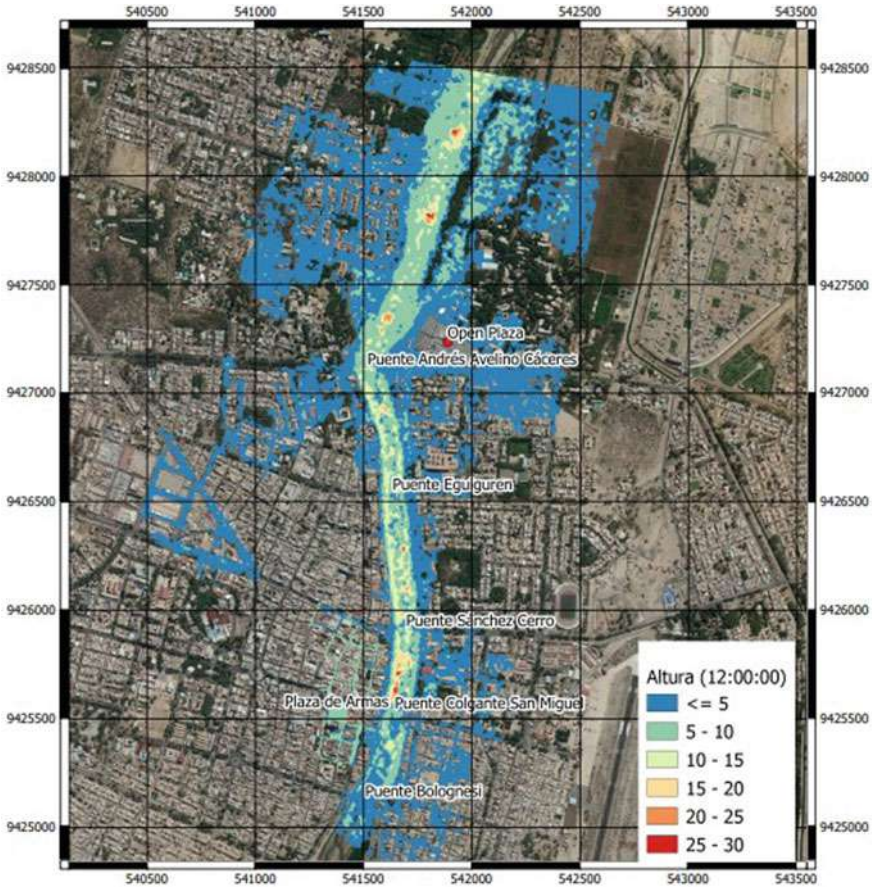 540500 541000 541500 542000 542500 543000 543500
9428500 9428500
9428000 9428000
9427500 9427500
Open Plaza
Puente Andrés Avelino Cáceres
9427000 9427000
Puente Eguiguren
9426500 9426500
9426000 9426000
Puente Sánchez Cerro
Plaza de Armas Puente Colgante San Miguel
9425500 9425500
Puente Bolognesi
9425000 9425000
Altura (12:00:00)
<= 5
5 - 10
10 - 15
15 - 20
20 - 25
25 - 30
540500 541000 541500 542000 542500 543000 543500